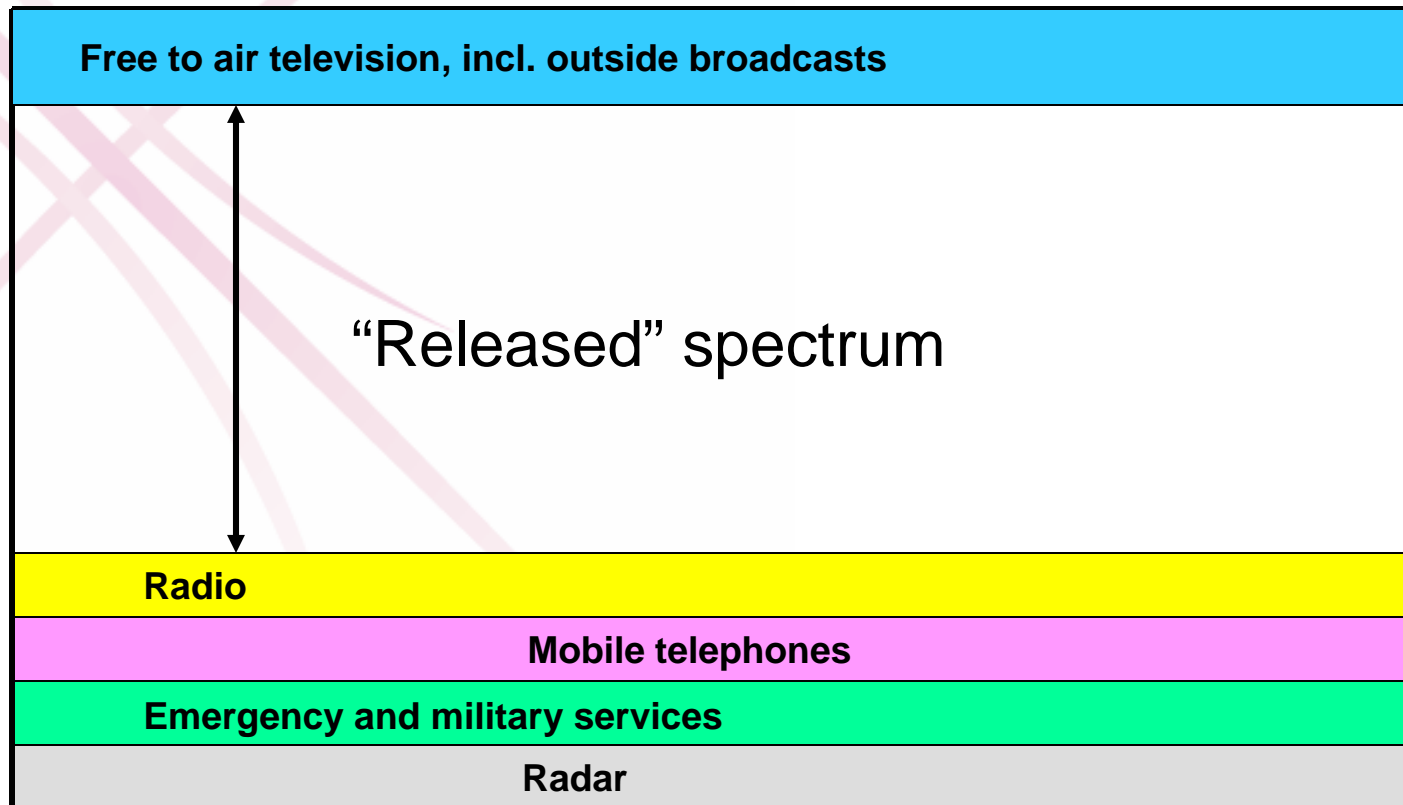 Free to air television, incl. outside broadcasts
“Released” spectrum
Radio
Mobile telephones
Emergency and military services
Radar